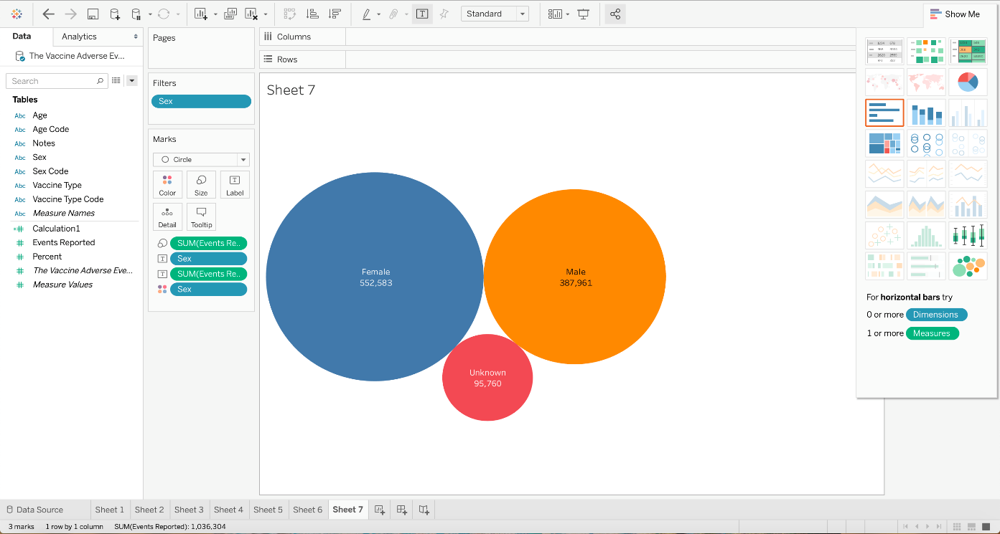 Standard
Show Me
Data
Analytics
The Vaccine Adverse Ev...
Search
Tables
Abc Age
Abc Age Code
Abc Notes
Abc Sex
Abc Sex Code
Abc Vaccine Type
Abc Vaccine Type Code
Abc Measure Names
=# Calculation1
# Events Reported
# Percent
# The Vaccine Adverse Eve...
# Measure Values
Pages
Filters
Sex
Marks
Circle
Color
Size
T
Label
Detail
Tooltip
SUM(Events Re..
T Sex
T SUM(Events Re..
Sex
Columns
Rows
Sheet 7
Female
552,583
Male
387,961
Unknown
95,760
For horizontal bars try
0 or more Dimensions
1 or more Measures
Data Source
Sheet 1
Sheet 2
Sheet 3
Sheet 4
Sheet 5
Sheet 6
Sheet 7
3 marks
1 row by 1 column
SUM(Events Reported): 1,036,304